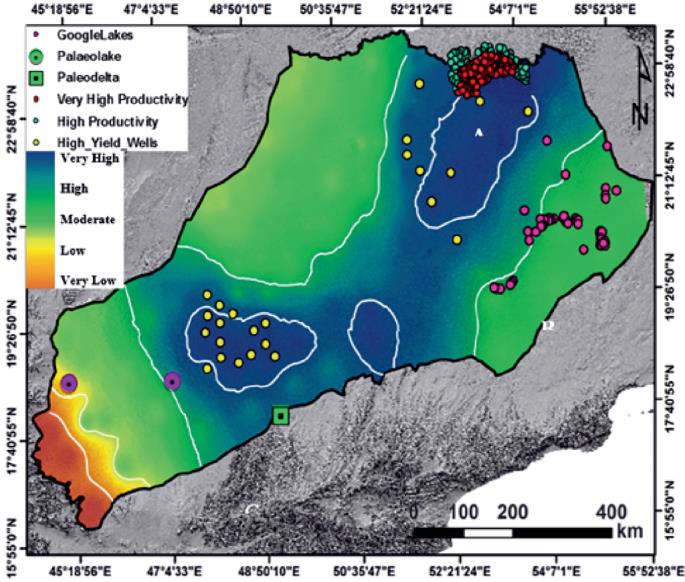 45°18'56"E 47°4'33"E 48°50'10"E 50°35'47"E 52°21'24"E 54°7'1"E 55°52'38"E
GoogleLakes
Palaeolake
Paleodelta
Very High Productivity
High Productivity
High_Yield_Wells
Very High
High
Moderate
Low
Very Low
22°58'40"N
21°12'45"N
19°26'50"N
17°40'55"N
15°55'0"N
A
N
22°58'40"N
21°12'45"N
19°26'50"N
17°40'55"N
15°55'0"N
0 100 200 400
km
45°18'56"E 47°4'33"E 48°50'10"E 50°35'47"E 52°21'24"E 54°7'1"E 55°52'38"E